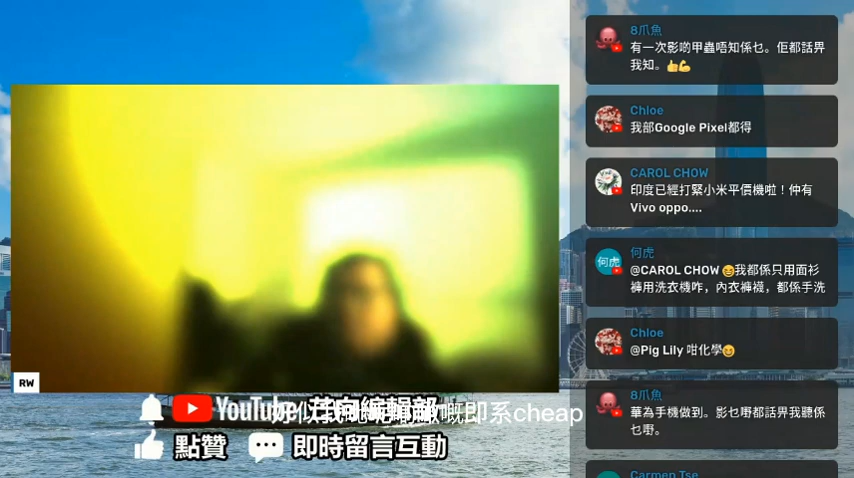 RW
YouTube
點贊
即時留言互動
8爪魚
有一次影啲甲蟲唔知係乜。佢都話畀
我知。👍💪
Chloe
我部Google Pixel都得
CAROL CHOW
印度已經打緊小米平價機啦！仲有
Vivo oppo....
何虎
何虎
@CAROL CHOW 😆我都係只用面衫
褲用洗衣機咋，內衣褲襪，都係手洗
Chloe
@Pig Lily 咁化學😆
8爪魚
華為手機做到。影乜嘢都話畀我聽係
乜嘢。
Carmen Tse